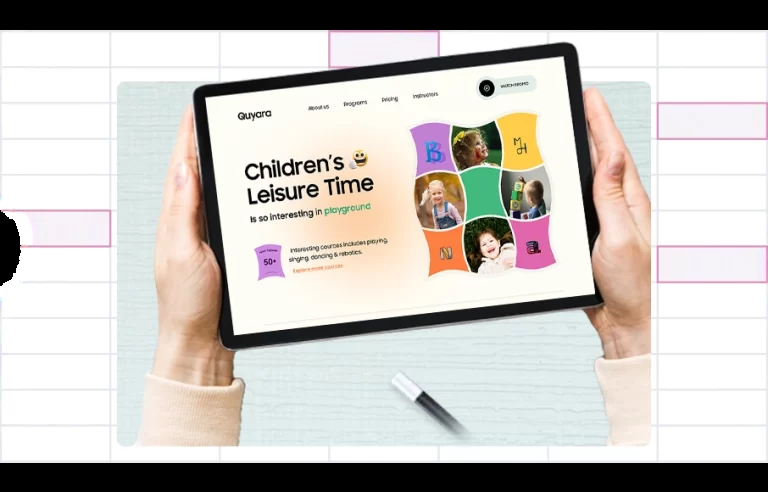 Quyara
About us Programs Pricing Instructors
WATCH PROMO
Children's
Leisure Time
Is so interesting in playground
50+
Interesting courses includes playing,
singing, dancing & robotics.
Explore more courses
B
MH
N